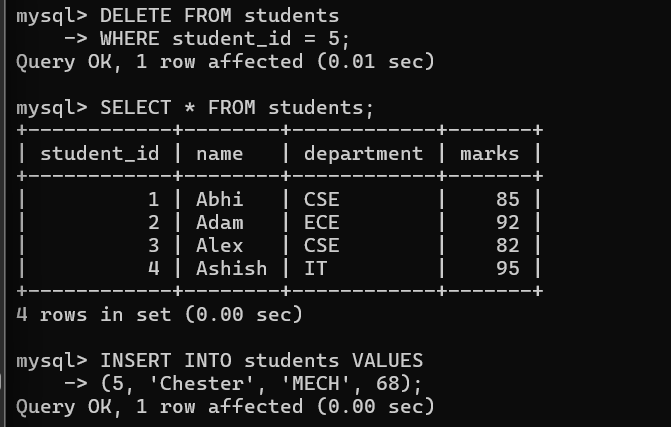 mysql> DELETE FROM students
    -> WHERE student_id = 5;
Query OK, 1 row affected (0.01 sec)
mysql> SELECT * FROM students;
+------------+--------+------------+-------+
| student_id | name   | department | marks |
+------------+--------+------------+-------+
|          1 | Abhi   | CSE        |    85 |
|          2 | Adam   | ECE        |    92 |
|          3 | Alex   | CSE        |    82 |
|          4 | Ashish | IT         |    95 |
+------------+--------+------------+-------+
4 rows in set (0.00 sec)
mysql> INSERT INTO students VALUES
    -> (5, 'Chester', 'MECH', 68);
Query OK, 1 row affected (0.00 sec)